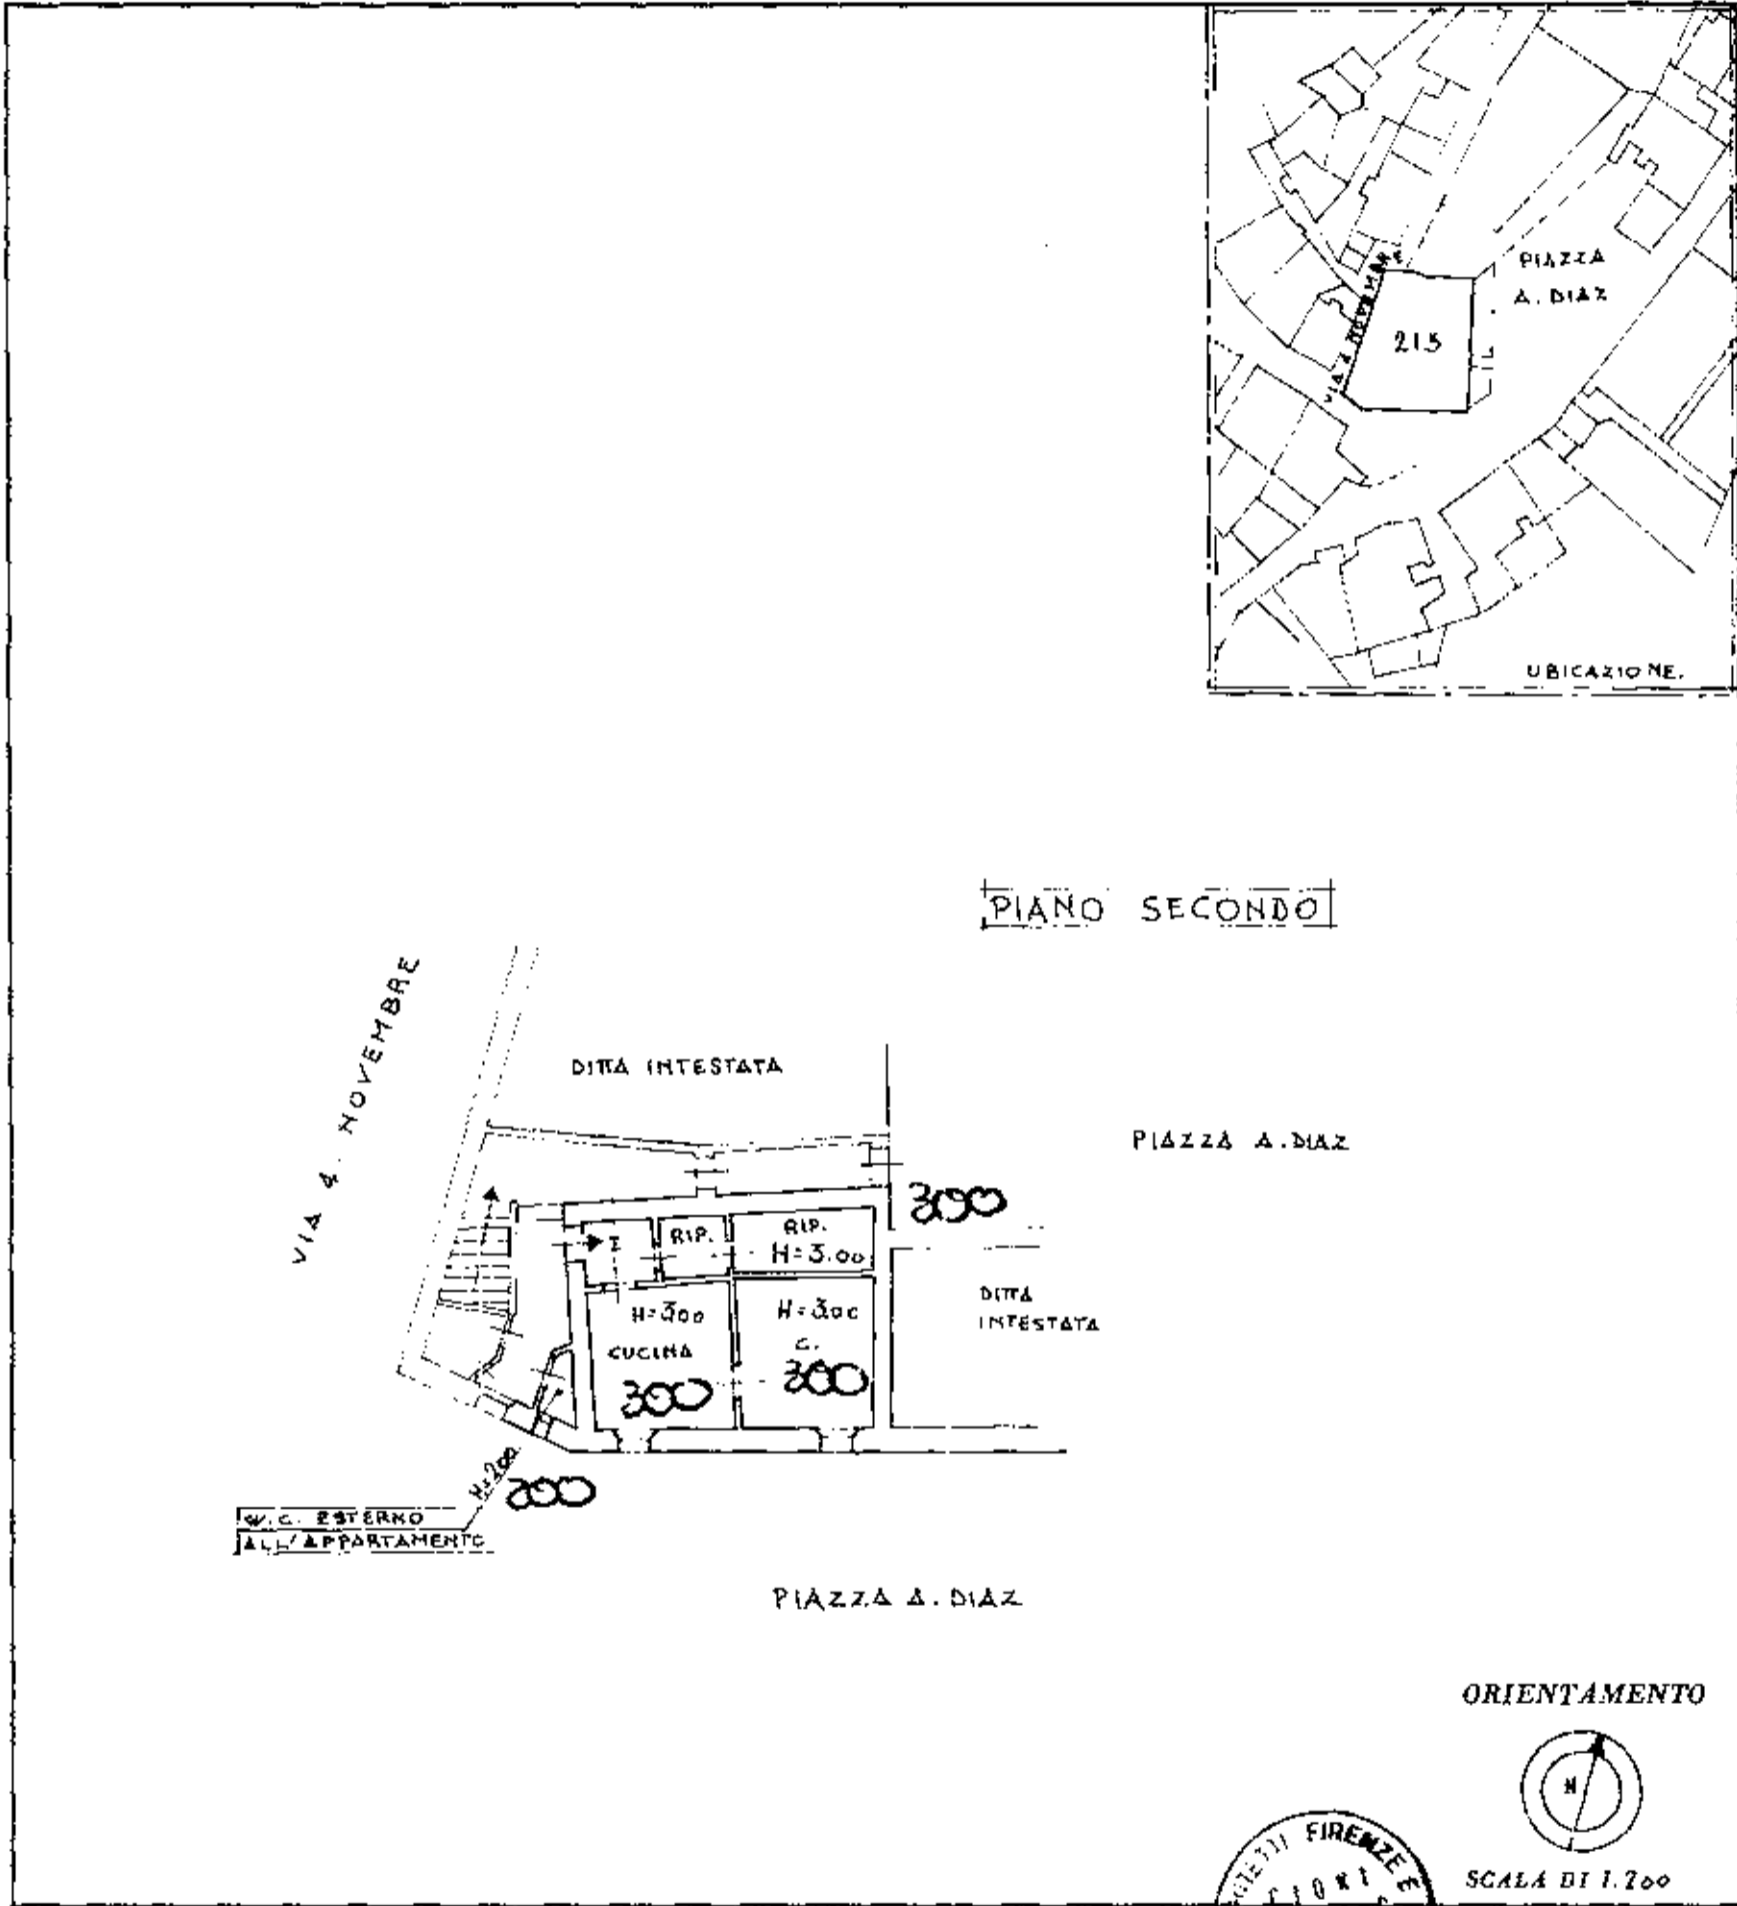 PIAZZA
A. DIAZ
VIA 4 NOVEMBRE
215
UBICAZIONE.
PIANO SECONDO
VIA 4 NOVEMBRE
DITTA INTESTATA
PIAZZA A. DIAZ
300
RIP.
RIP.
H=3.00
I
H=300
CUCINA
300
H=300
C.
300
DITTA
INTESTATA
H=200
200
W.C. ESTERNO
ALL'APPARTAMENTO
PIAZZA A. DIAZ
ORIENTAMENTO
N
SCALA DI 1.200
FIRENZE E